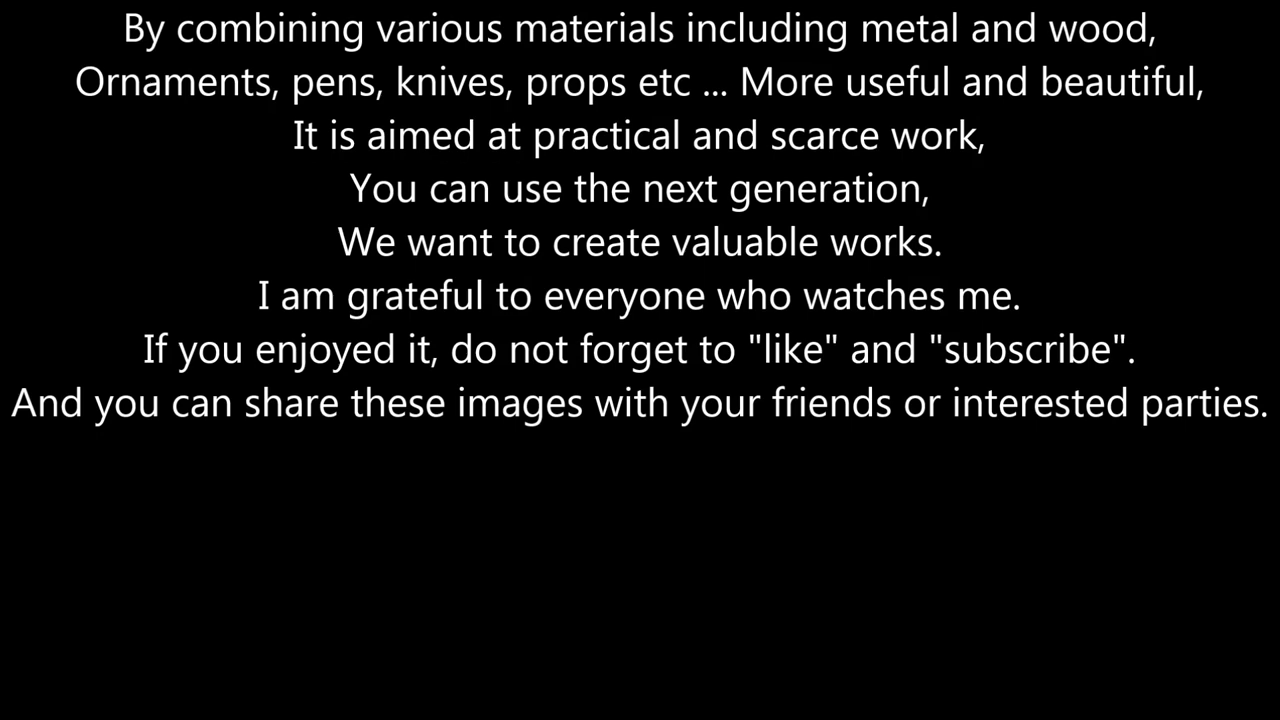 By combining various materials including metal and wood,
Ornaments, pens, knives, props etc ... More useful and beautiful,
It is aimed at practical and scarce work,
You can use the next generation,
We want to create valuable works.
I am grateful to everyone who watches me.
If you enjoyed it, do not forget to "like" and "subscribe".
And you can share these images with your friends or interested parties.